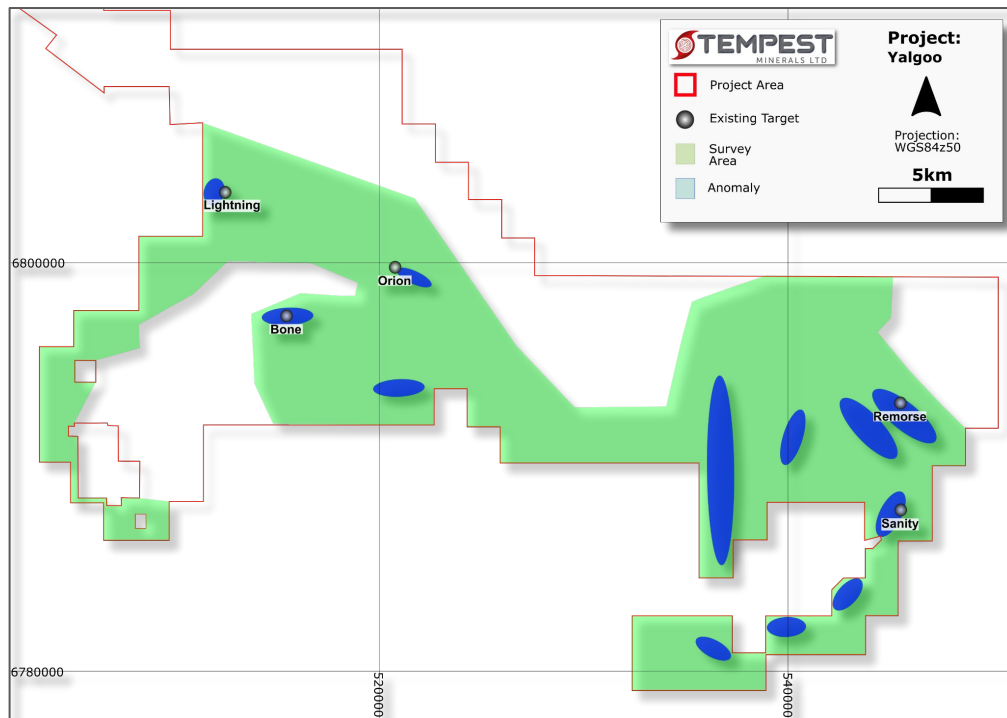 TEMPEST
MINERALS LTD
Project:
Yalgoo
Project Area
Existing Target
Survey
Area
Anomaly
Projection:
WGS84z50
5km
Lightning
6800000
Orion
Bone
Remorse
Sanity
6780000
520000
540000